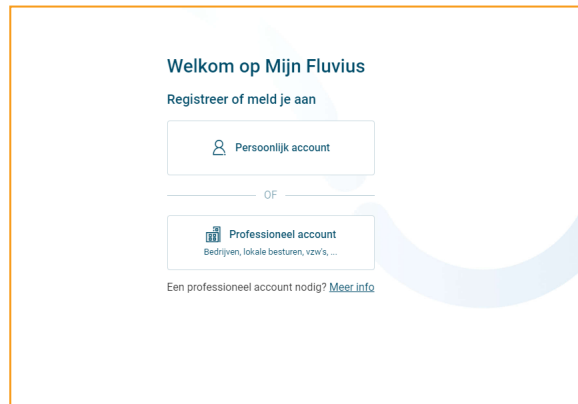 Welkom op Mijn Fluvius
Registreer of meld je aan
Persoonlijk account
OF
Professioneel account
Bedrijven, lokale besturen, vzw's, ...
Een professioneel account nodig? Meer info